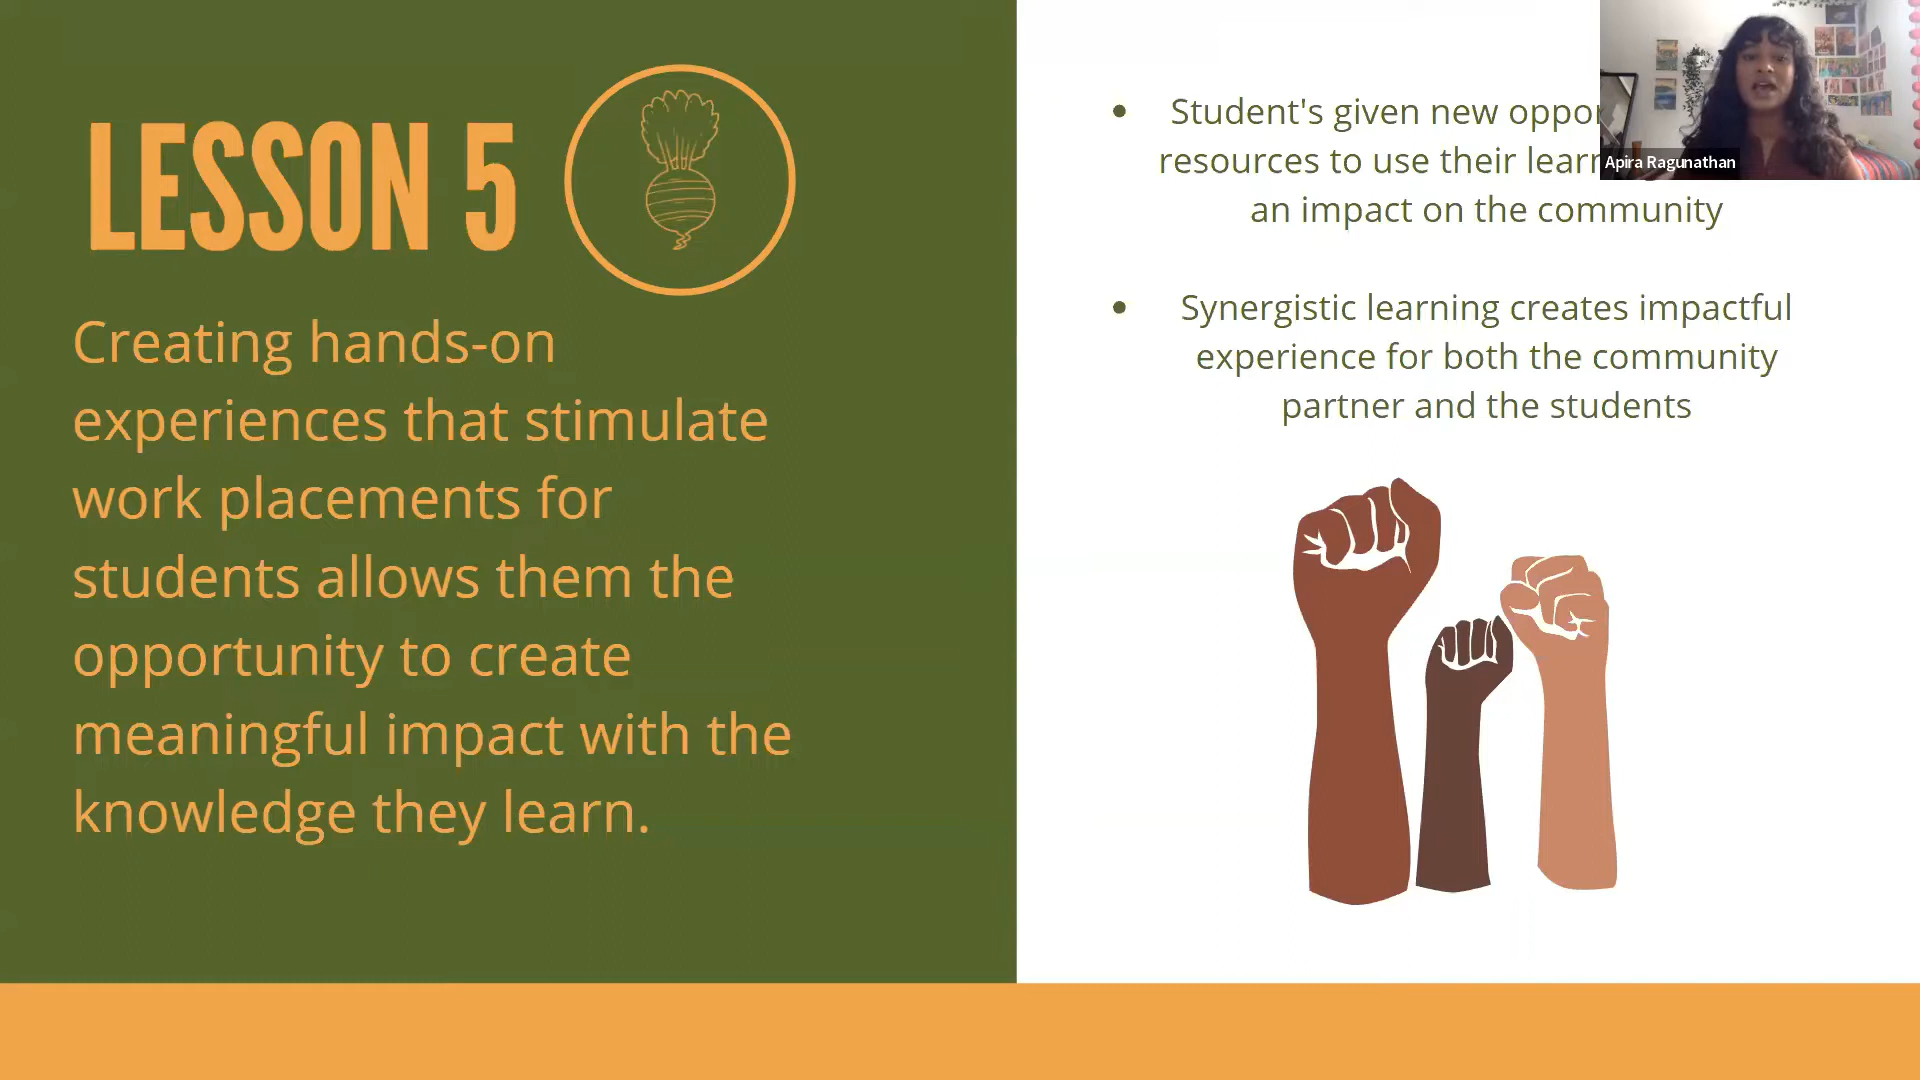 LESSON 5
Creating hands-on
experiences that stimulate
work placements for
students allows them the
opportunity to create
meaningful impact with the
knowledge they learn.
• Student's given new
resources to use their
an impact on the community
• Synergistic learning creates impactful
experience for both the community
partner and the students
Apira Ragunathan